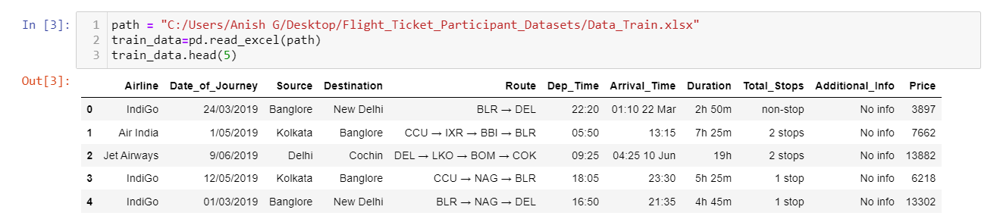 In [3]:
1 path = "C:/Users/Anish G/Desktop/Flight_Ticket_Participant_Datasets/Data_Train.xlsx"
2 train_data=pd.read_excel(path)
3 train_data.head(5)
Out[3]:
Airline Date_of_Journey Source Destination Route Dep_Time Arrival_Time Duration Total_Stops Additional_Info Price
0 IndiGo 24/03/2019 Banglore New Delhi BLR → DEL 22:20 01:10 22 Mar 2h 50m non-stop No info 3897
1 Air India 1/05/2019 Kolkata Banglore CCU → IXR → BBI → BLR 05:50 13:15 7h 25m 2 stops No info 7662
2 Jet Airways 9/06/2019 Delhi Cochin DEL → LKO → BOM → COK 09:25 04:25 10 Jun 19h 2 stops No info 13882
3 IndiGo 12/05/2019 Kolkata Banglore CCU → NAG → BLR 18:05 23:30 5h 25m 1 stop No info 6218
4 IndiGo 01/03/2019 Banglore New Delhi BLR → NAG → DEL 16:50 21:35 4h 45m 1 stop No info 13302